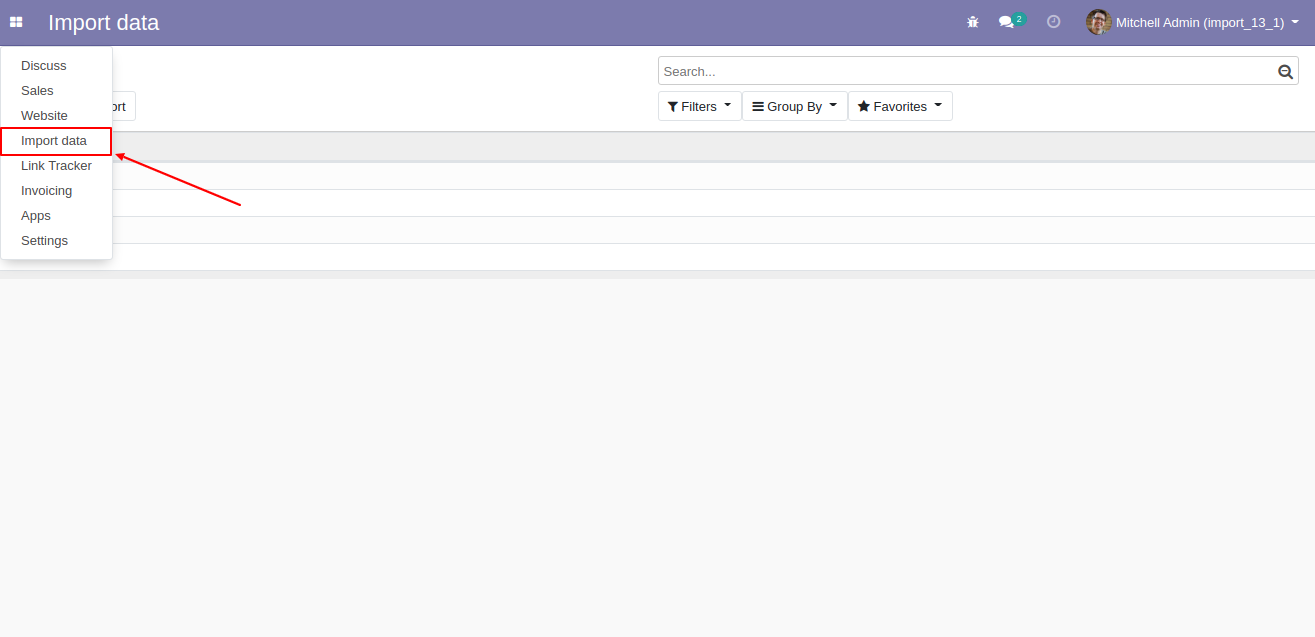 Import data
2
Mitchell Admin (import_13_1)
Discuss
Sales
Website
Import data
Link Tracker
Invoicing
Apps
Settings
Search...
Filters
Group By
Favorites